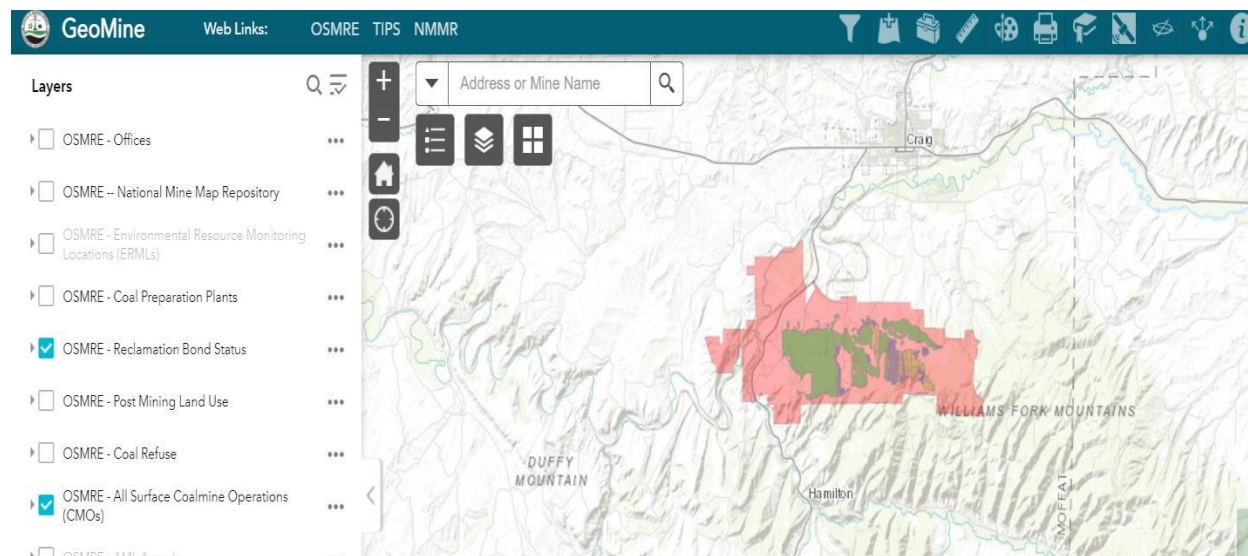 GeoMine Web Links: OSMRE TIPS NMMR
Layers
Address or Mine Name
OSMRE - Offices
OSMRE -- National Mine Map Repository
OSMRE - Environmental Resource Monitoring
Locations (ERMLs)
OSMRE - Coal Preparation Plants
OSMRE - Reclamation Bond Status
OSMRE - Post Mining Land Use
OSMRE - Coal Refuse
OSMRE - All Surface Coalmine Operations
(CMOs)
Craig
WILLIAMS FORK MOUNTAINS
DUFFY
MOUNTAIN
Hamilton
MOFFAT